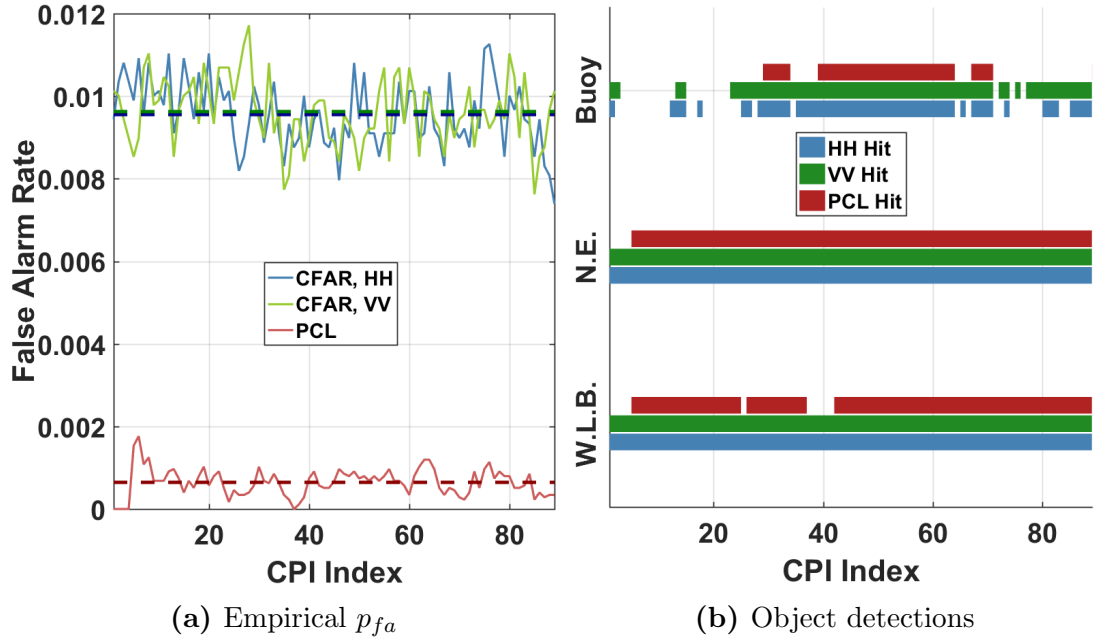 0.012
0.01
0.008
0.006
0.004
0.002
0
False Alarm Rate
CFAR, HH
CFAR, VV
PCL
20 40 60 80
CPI Index
(a) Empirical p_{fa}
Buoy
N.E.
W.L.B.
HH Hit
VV Hit
PCL Hit
20 40 60 80
CPI Index
(b) Object detections